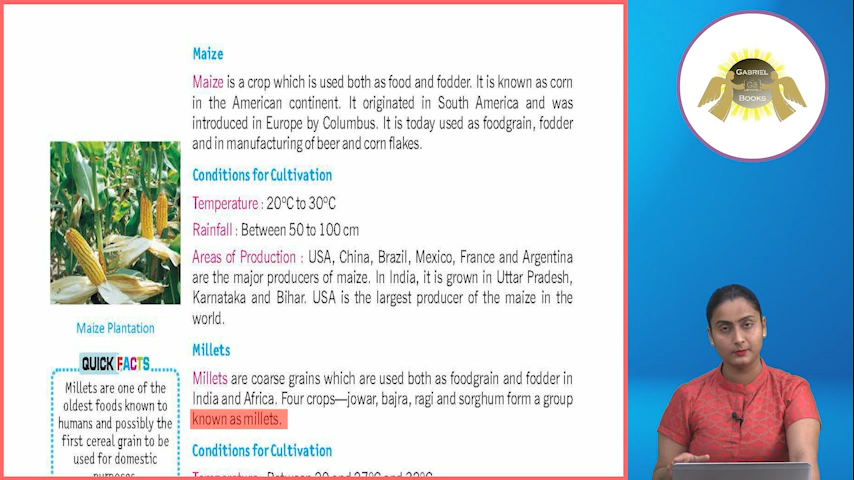 Maize
Maize is a crop which is used both as food and fodder. It is known as corn
in the American continent. It originated in South America and was
introduced in Europe by Columbus. It is today used as foodgrain, fodder
and in manufacturing of beer and corn flakes.
Conditions for Cultivation
Temperature : 20°C to 30°C
Rainfall : Between 50 to 100 cm
Areas of Production : USA, China, Brazil, Mexico, France and Argentina
are the major producers of maize. In India, it is grown in Uttar Pradesh,
Karnataka and Bihar. USA is the largest producer of the maize in the
world.
Maize Plantation
Millets
Millets are coarse grains which are used both as foodgrain and fodder in
India and Africa. Four crops—jowar, bajra, ragi and sorghum form a group
known as millets.
Conditions for Cultivation
QUICK FACTS
Millets are one of the
oldest foods known to
humans and possibly the
first cereal grain to be
used for domestic
GABRIEL
BOOKS